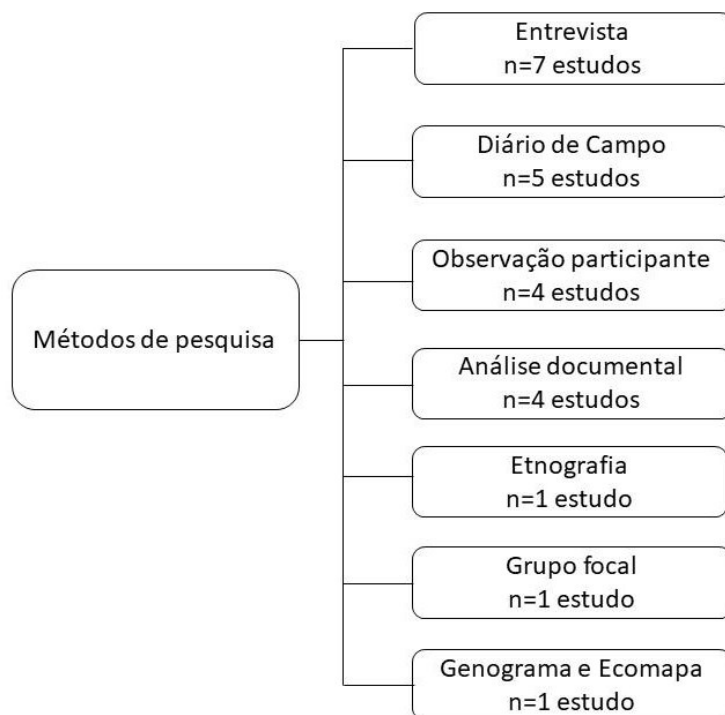 Métodos de pesquisa
Entrevista
n=7 estudos
Diário de Campo
n=5 estudos
Observação participante
n=4 estudos
Análise documental
n=4 estudos
Etnografia
n=1 estudo
Grupo focal
n=1 estudo
Genograma e Ecomapa
n=1 estudo